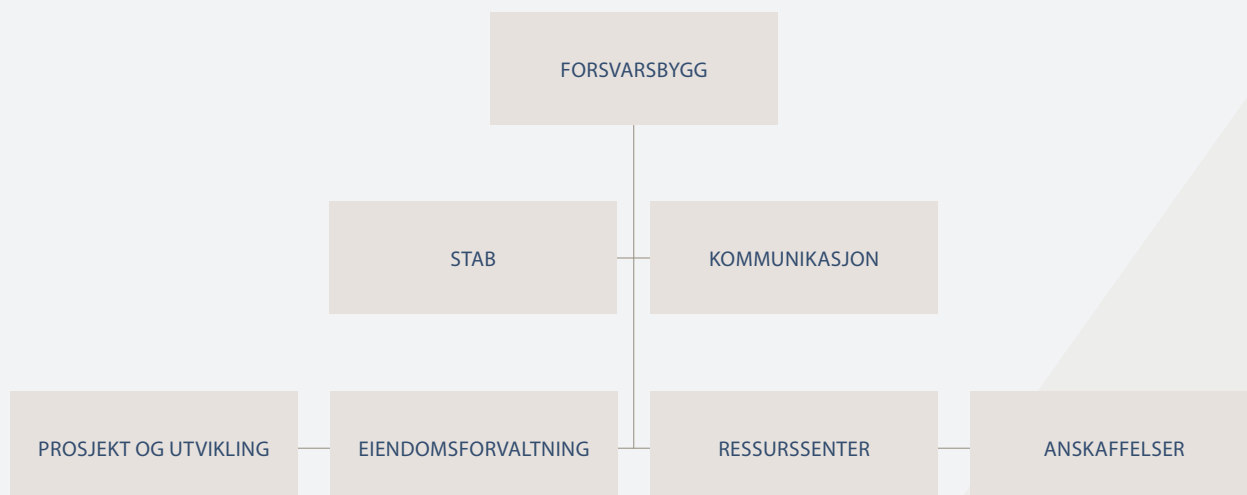 FORSVARSBYGG
STAB
KOMMUNIKASJON
PROSJEKT OG UTVIKLING
EIENDOMSFORVALTNING
RESSURSSENTER
ANSKAFFELSER